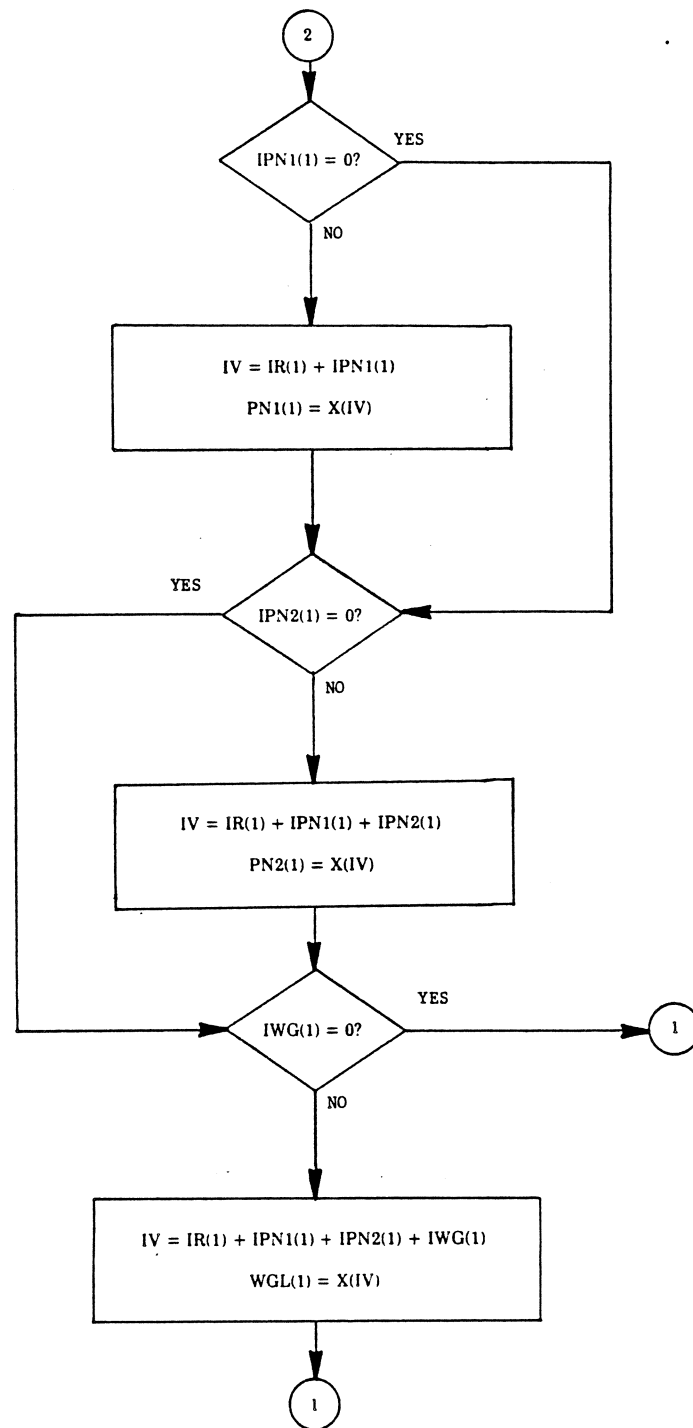 2
IPN1(1) = 0?
YES
NO
IV = IR(1) + IPN1(1)
PN1(1) = X(IV)
YES
IPN2(1) = 0?
NO
IV = IR(1) + IPN1(1) + IPN2(1)
PN2(1) = X(IV)
IWG(1) = 0?
YES
1
NO
IV = IR(1) + IPN1(1) + IPN2(1) + IWG(1)
WGL(1) = X(IV)
1